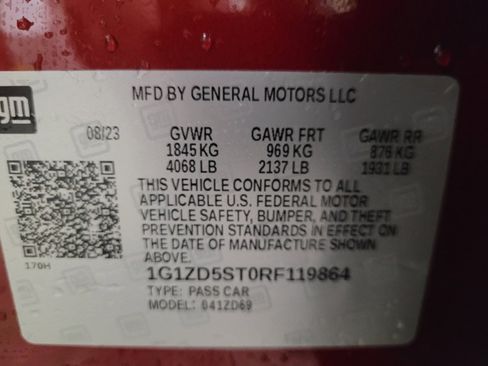 gm
MFD BY GENERAL MOTORS LLC
08/23 GVWR GAWR FRT GAWR RR
1845 KG 969 KG 876 KG
4068 LB 2137 LB 1931 LB
THIS VEHICLE CONFORMS TO ALL
APPLICABLE U.S. FEDERAL MOTOR
VEHICLE SAFETY, BUMPER, AND THEFT
PREVENTION STANDARDS IN EFFECT ON
THE DATE OF MANUFACTURE SHOWN
ABOVE.
170H
1G1ZD5ST0RF119864
TYPE: PASS CAR
MODEL: 041ZD69